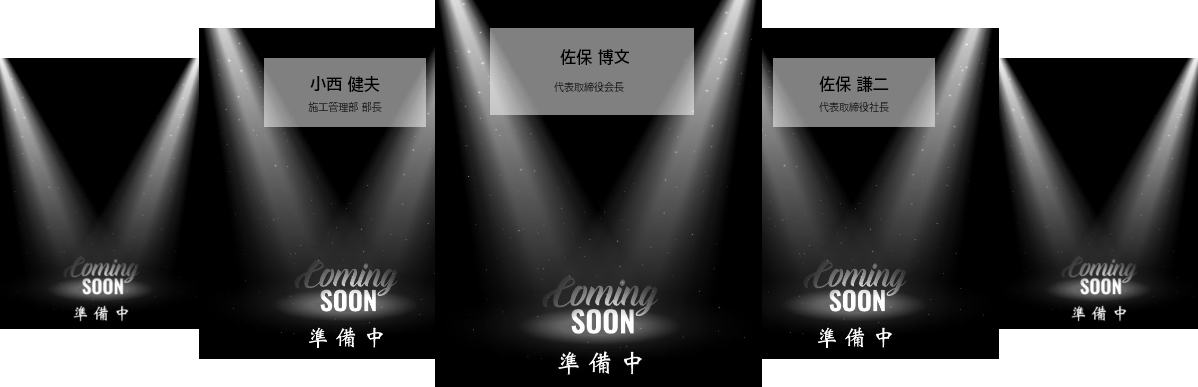 Coming
SOON
準備中
小西 健夫
施工管理部 部長
Coming
SOON
準備中
佐保 博文
代表取締役会長
Coming
SOON
準備中
佐保 謙二
代表取締役社長
Coming
SOON
準備中
Coming
SOON
準備中